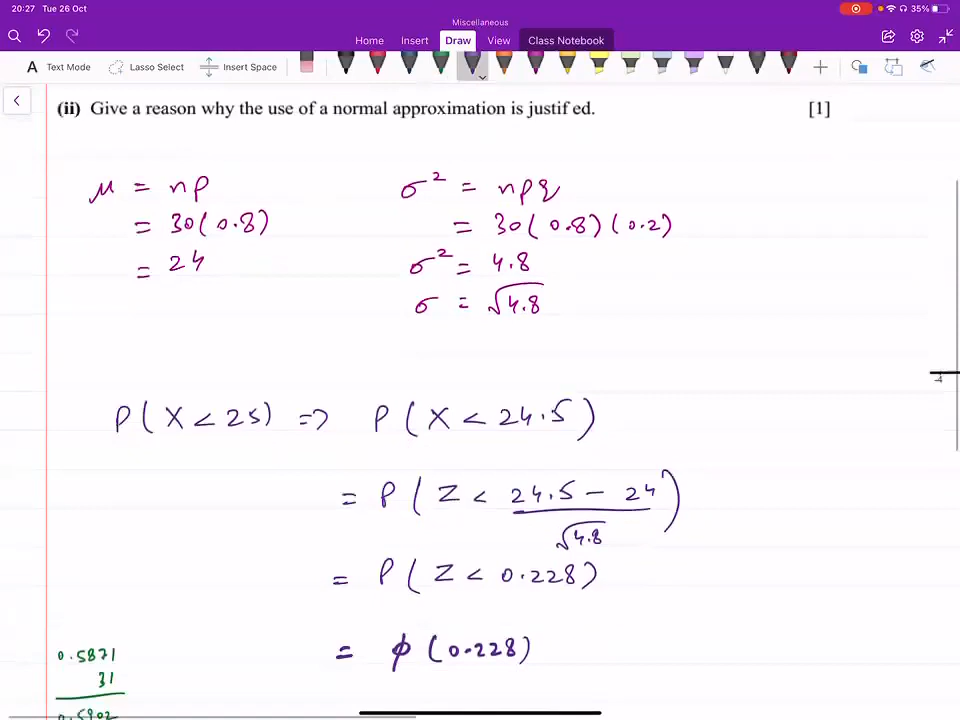 20:27 Tue 26 Oct
35%
Miscellaneous
Home Insert Draw View Class Notebook
A Text Mode Lasso Select Insert Space
(ii) Give a reason why the use of a normal approximation is justif ed. [1]
μ = np
= 30(0.8)
= 24
σ² = npq
= 30(0.8)(0.2)
σ² = 4.8
σ = √4.8
P(X < 25) => P(X < 24.5)
= P(Z < 24.5 - 24
√4.8 )
= P(Z < 0.228)
= ϕ(0.228)
0.5871
31
0.5902